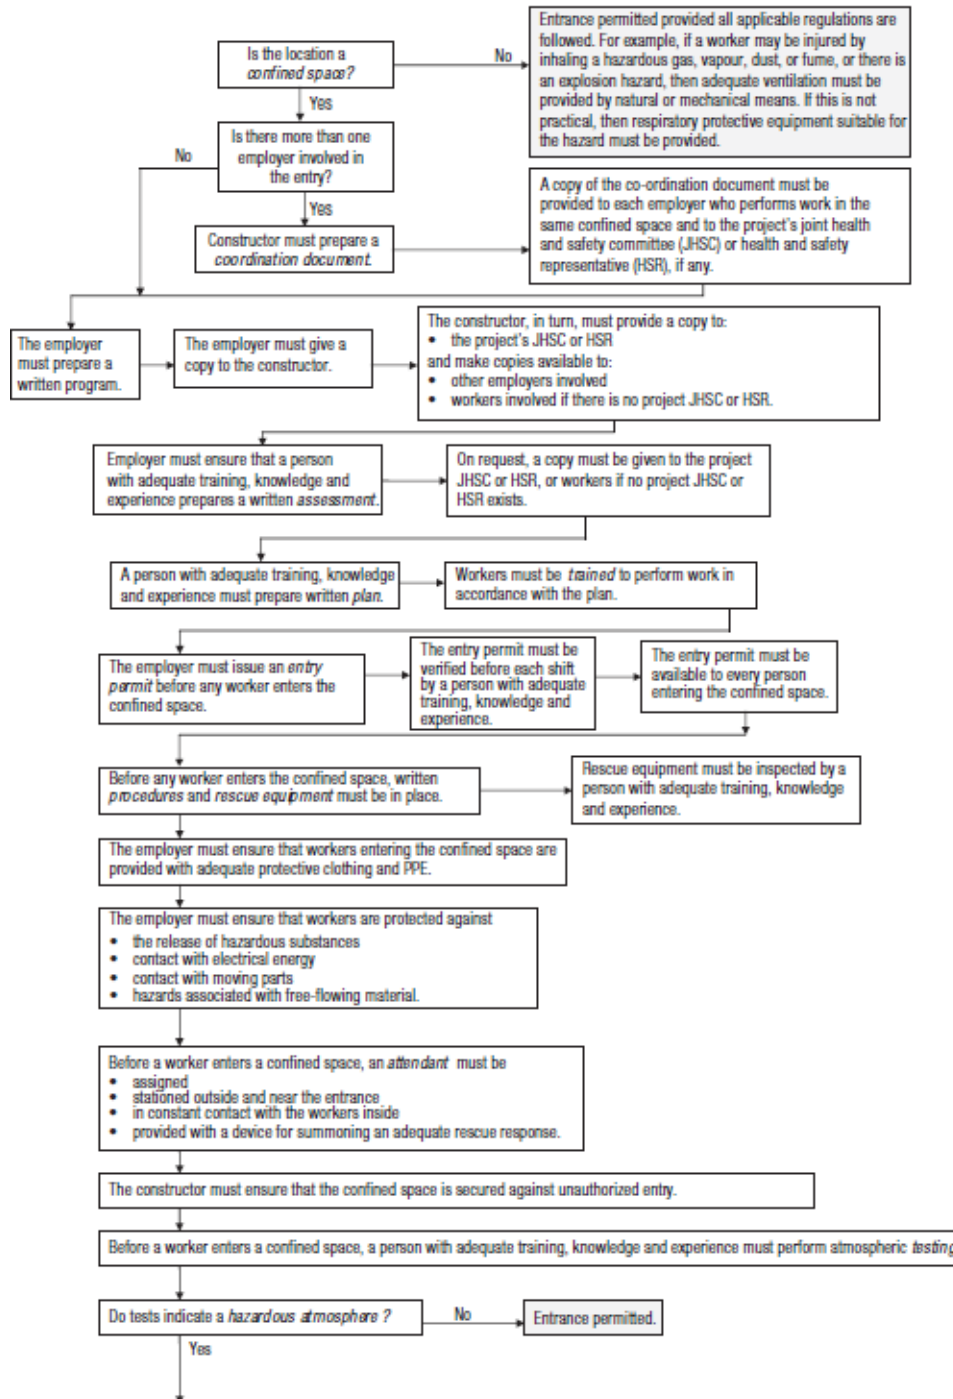 Is the location a
confined space?
No
Entrance permitted provided all applicable regulations are
followed. For example, if a worker may be injured by
inhaling a hazardous gas, vapour, dust, or fume, or there is
an explosion hazard, then adequate ventilation must be
provided by natural or mechanical means. If this is not
practical, then respiratory protective equipment suitable for
the hazard must be provided.
Yes
Is there more than one
employer involved in
the entry?
No
Yes
Constructor must prepare a
coordination document.
A copy of the co-ordination document must be
provided to each employer who performs work in the
same confined space and to the project's joint health
and safety committee (JHSC) or health and safety
representative (HSR), if any.
The employer
must prepare a
written program.
The employer must give a
copy to the constructor.
The constructor, in turn, must provide a copy to:
• the project's JHSC or HSR
and make copies available to:
• other employers involved
• workers involved if there is no project JHSC or HSR.
Employer must ensure that a person
with adequate training, knowledge and
experience prepares a written assessment.
On request, a copy must be given to the project
JHSC or HSR, or workers if no project JHSC or
HSR exists.
A person with adequate training, knowledge
and experience must prepare written plan.
Workers must be trained to perform work in
accordance with the plan.
The employer must issue an entry
permit before any worker enters the
confined space.
The entry permit must be
verified before each shift
by a person with adequate
training, knowledge and
experience.
The entry permit must be
available to every person
entering the confined space.
Before any worker enters the confined space, written
procedures and rescue equipment must be in place.
Rescue equipment must be inspected by a
person with adequate training, knowledge
and experience.
The employer must ensure that workers entering the confined space are
provided with adequate protective clothing and PPE.
The employer must ensure that workers are protected against
• the release of hazardous substances
• contact with electrical energy
• contact with moving parts
• hazards associated with free-flowing material.
Before a worker enters a confined space, an attendant must be
• assigned
• stationed outside and near the entrance
• in constant contact with the workers inside
• provided with a device for summoning an adequate rescue response.
The constructor must ensure that the confined space is secured against unauthorized entry.
Before a worker enters a confined space, a person with adequate training, knowledge and experience must perform atmospheric testing
Do tests indicate a hazardous atmosphere ?
No
Entrance permitted.
Yes